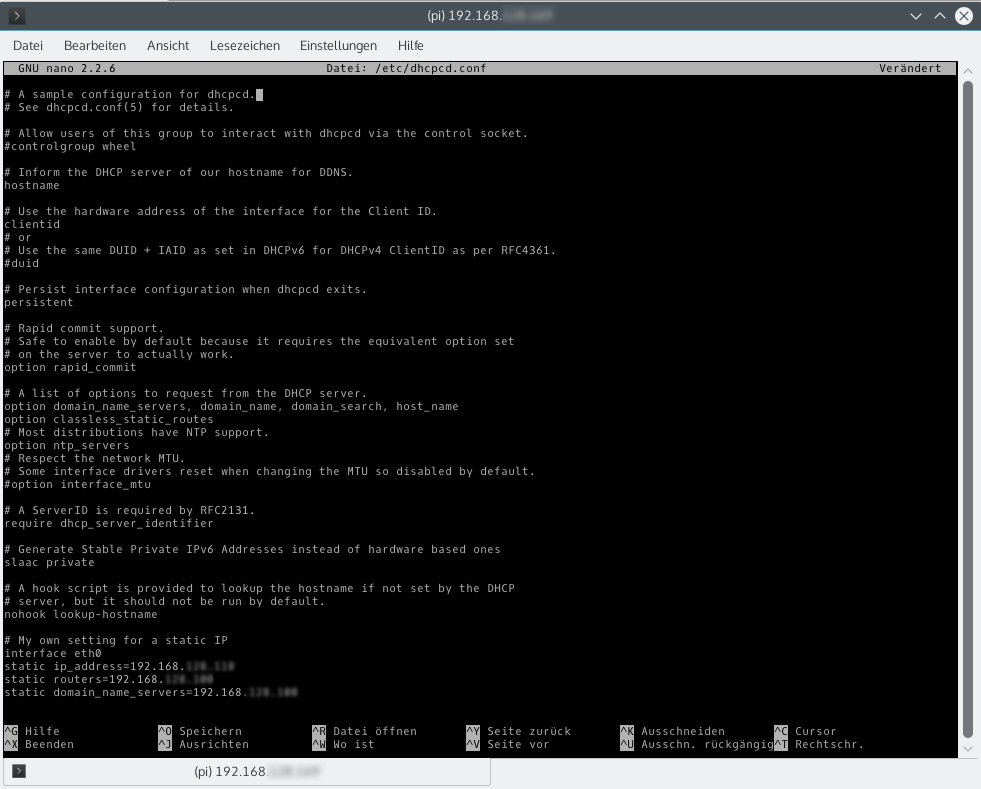 (pi) 192.168.
Datei Bearbeiten Ansicht Lesezeichen Einstellungen Hilfe
GNU nano 2.2.6 Datei: /etc/dhcpcd.conf Verändert
# A sample configuration for dhcpcd.
# See dhcpcd.conf(5) for details.
# Allow users of this group to interact with dhcpcd via the control socket.
#controlgroup wheel
# Inform the DHCP server of our hostname for DDNS.
hostname
# Use the hardware address of the interface for the Client ID.
clientid
# or
# Use the same DUID + IAID as set in DHCPv6 for DHCPv4 ClientID as per RFC4361.
#duid
# Persist interface configuration when dhcpcd exits.
persistent
# Rapid commit support.
# Safe to enable by default because it requires the equivalent option set
# on the server to actually work.
option rapid_commit
# A list of options to request from the DHCP server.
option domain_name_servers, domain_name, domain_search, host_name
option classless_static_routes
# Most distributions have NTP support.
option ntp_servers
# Respect the network MTU.
# Some interface drivers reset when changing the MTU so disabled by default.
#option interface_mtu
# A ServerID is required by RFC2131.
require dhcp_server_identifier
# Generate Stable Private IPv6 Addresses instead of hardware based ones
slaac private
# A hook script is provided to lookup the hostname if not set by the DHCP
# server, but it should not be run by default.
nohook lookup-hostname
# My own setting for a static IP
interface eth0
static ip_address=192.168.
static routers=192.168.
static domain_name_servers=192.168.
^G Hilfe ^O Speichern ^R Datei öffnen ^Y Seite zurück ^K Ausschneiden ^C Cursor
^X Beenden ^J Ausrichten ^W Wo ist ^V Seite vor ^U Ausschn. rückgängig ^T Rechtschr.
(pi) 192.168.